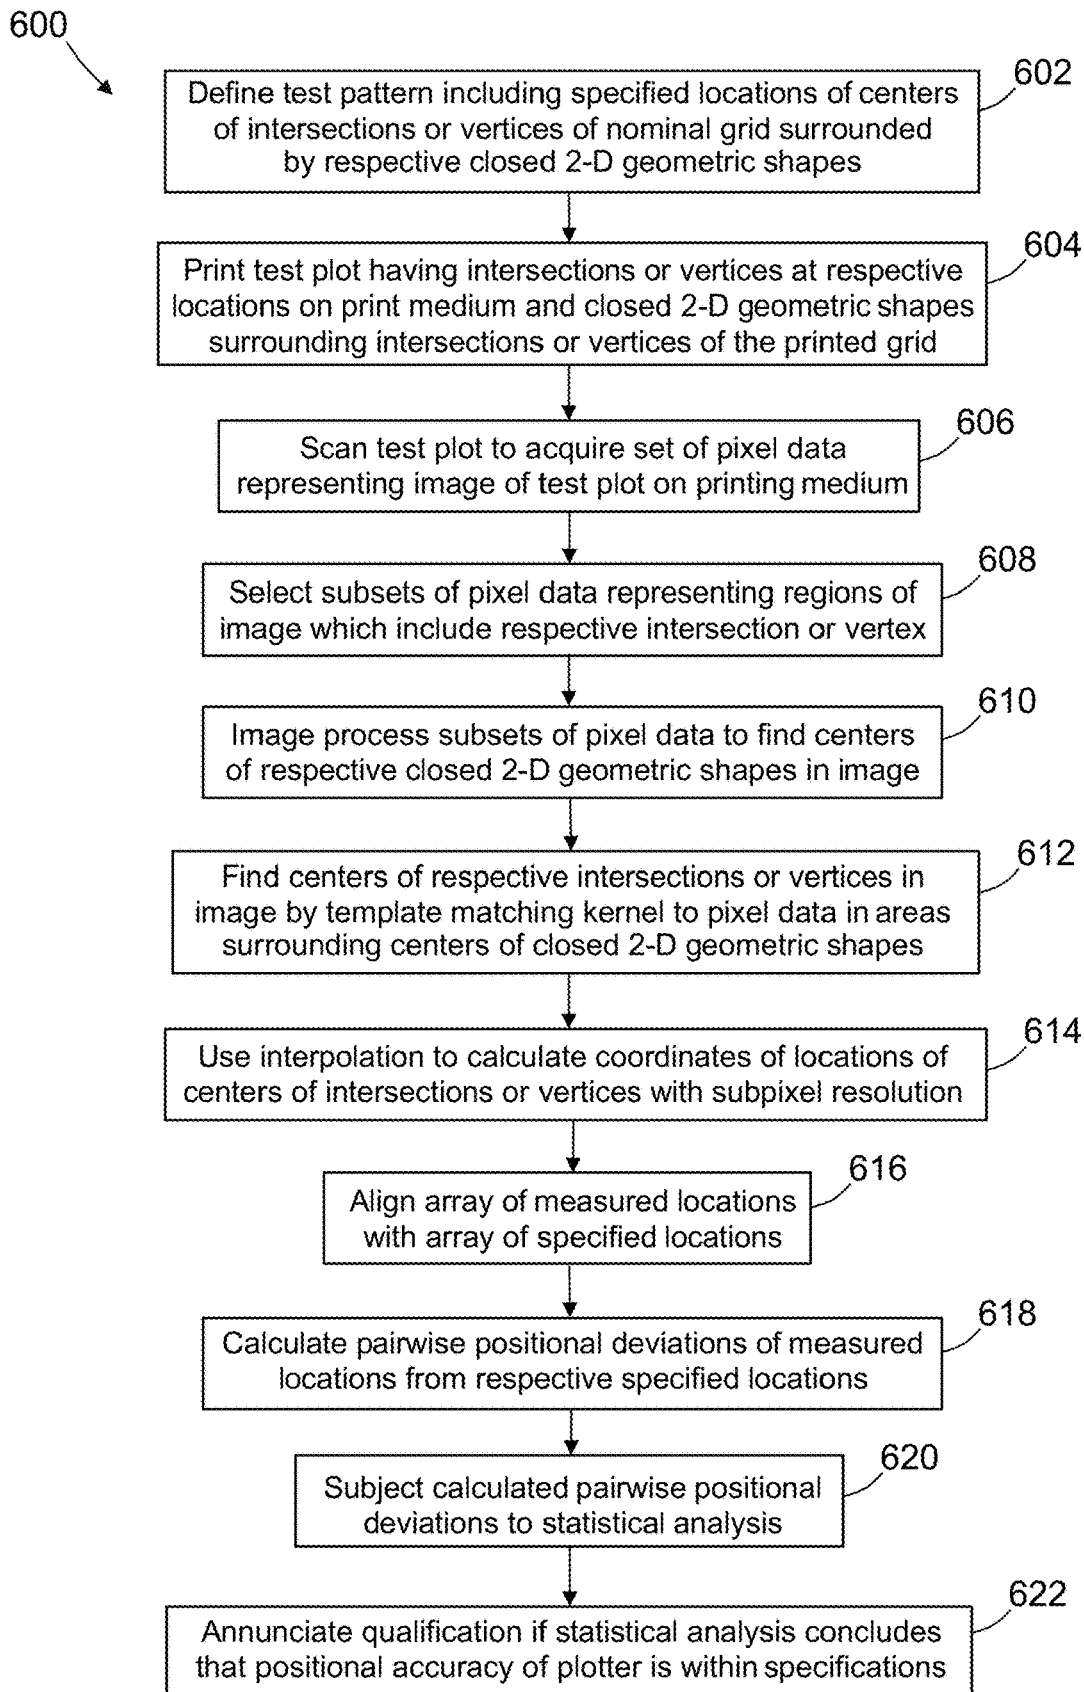 600
602
Define test pattern including specified locations of centers
of intersections or vertices of nominal grid surrounded
by respective closed 2-D geometric shapes
604
Print test plot having intersections or vertices at respective
locations on print medium and closed 2-D geometric shapes
surrounding intersections or vertices of the printed grid
606
Scan test plot to acquire set of pixel data
representing image of test plot on printing medium
608
Select subsets of pixel data representing regions of
image which include respective intersection or vertex
610
Image process subsets of pixel data to find centers
of respective closed 2-D geometric shapes in image
612
Find centers of respective intersections or vertices in
image by template matching kernel to pixel data in areas
surrounding centers of closed 2-D geometric shapes
614
Use interpolation to calculate coordinates of locations of
centers of intersections or vertices with subpixel resolution
616
Align array of measured locations
with array of specified locations
618
Calculate pairwise positional deviations of measured
locations from respective specified locations
620
Subject calculated pairwise positional
deviations to statistical analysis
622
Annunciate qualification if statistical analysis concludes
that positional accuracy of plotter is within specifications